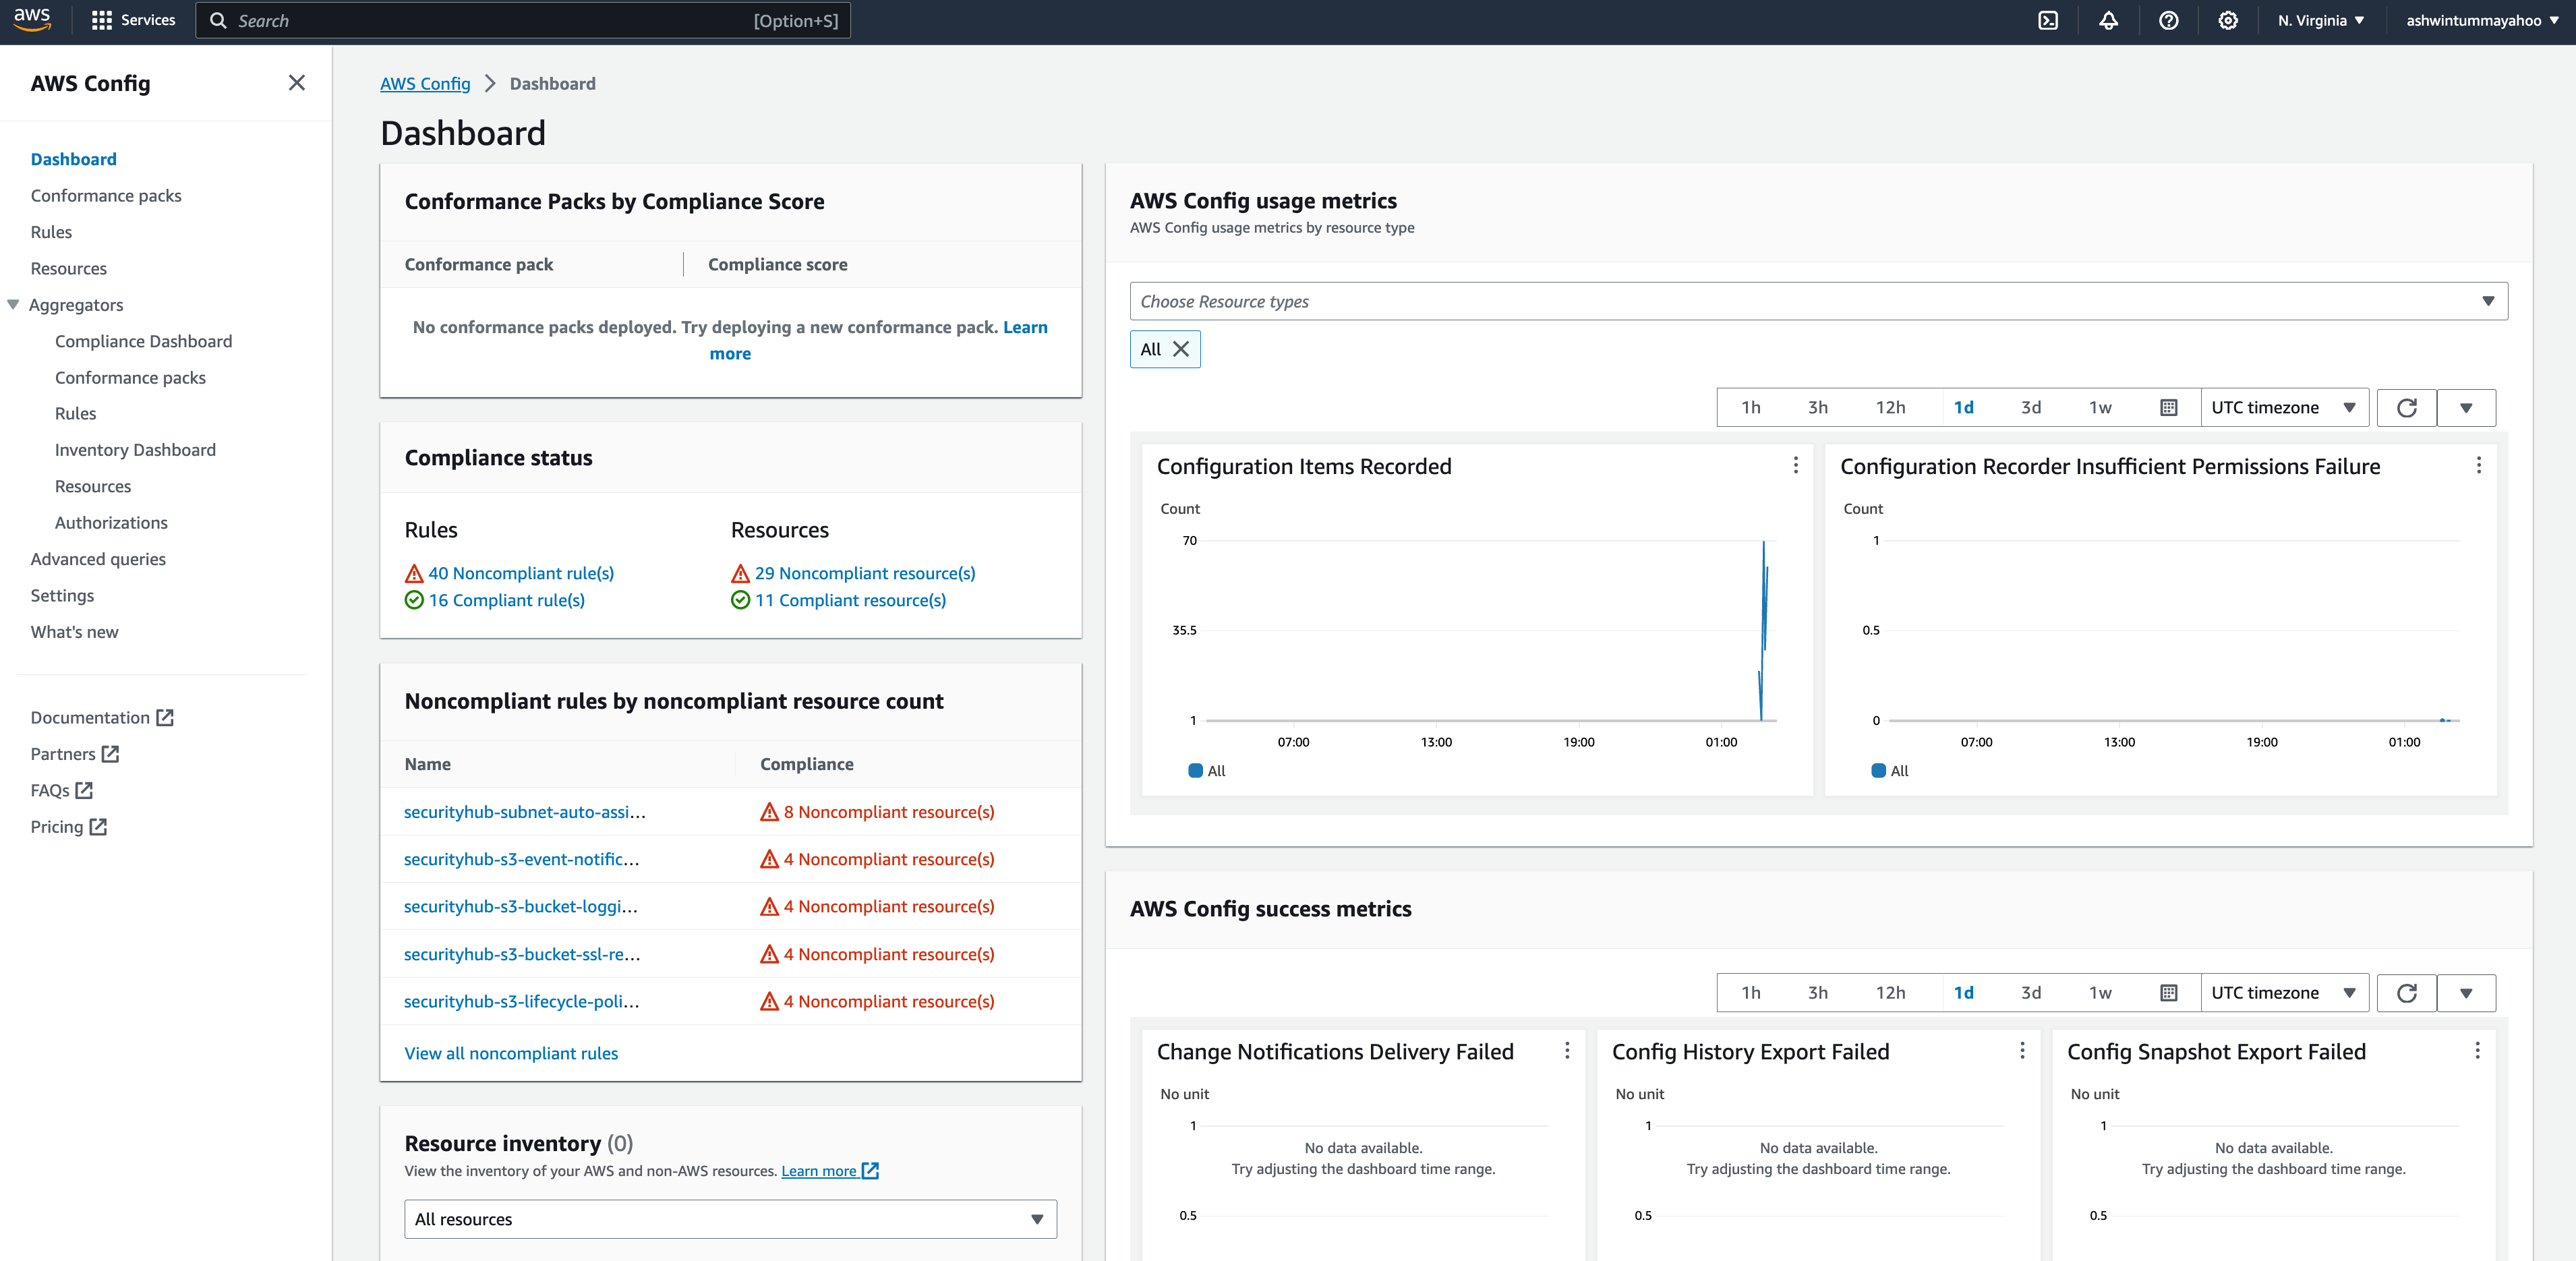 aws
Services
Search
[Option+S]
N. Virginia
ashwintummayahoo
AWS Config
Dashboard
Conformance packs
Rules
Resources
Aggregators
Compliance Dashboard
Conformance packs
Rules
Inventory Dashboard
Resources
Authorizations
Advanced queries
Settings
What's new
Documentation
Partners
FAQs
Pricing
AWS Config
Dashboard
Dashboard
Conformance Packs by Compliance Score
Conformance pack
Compliance score
No conformance packs deployed. Try deploying a new conformance pack. Learn
more
Compliance status
Rules
40 Noncompliant rule(s)
16 Compliant rule(s)
Resources
29 Noncompliant resource(s)
11 Compliant resource(s)
Noncompliant rules by noncompliant resource count
Name
Compliance
securityhub-subnet-auto-assi...
8 Noncompliant resource(s)
securityhub-s3-event-notific...
4 Noncompliant resource(s)
securityhub-s3-bucket-loggi...
4 Noncompliant resource(s)
securityhub-s3-bucket-ssl-re...
4 Noncompliant resource(s)
securityhub-s3-lifecycle-poli...
4 Noncompliant resource(s)
View all noncompliant rules
Resource inventory (0)
View the inventory of your AWS and non-AWS resources. Learn more
All resources
AWS Config usage metrics
AWS Config usage metrics by resource type
Choose Resource types
All
1h
3h
12h
1d
3d
1w
UTC timezone
Configuration Items Recorded
Count
70
35.5
1
07:00
13:00
19:00
01:00
All
Configuration Recorder Insufficient Permissions Failure
Count
1
0.5
0
07:00
13:00
19:00
01:00
All
AWS Config success metrics
1h
3h
12h
1d
3d
1w
UTC timezone
Change Notifications Delivery Failed
No unit
1
No data available.
Try adjusting the dashboard time range.
0.5
Config History Export Failed
No unit
1
No data available.
Try adjusting the dashboard time range.
0.5
Config Snapshot Export Failed
No unit
1
No data available.
Try adjusting the dashboard time range.
0.5